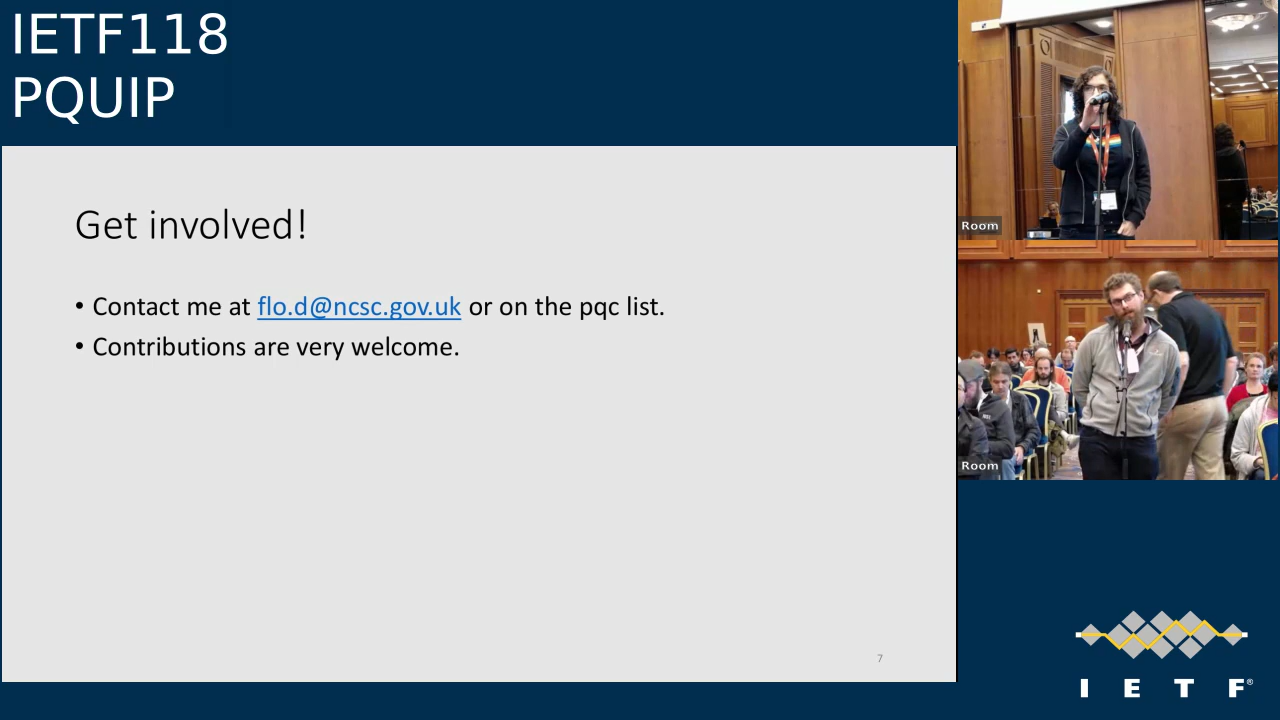 IETF118
PQUIP
Get involved!
• Contact me at flo.d@ncsc.gov.uk or on the pqc list.
• Contributions are very welcome.
7
Room
Room
I E T F®